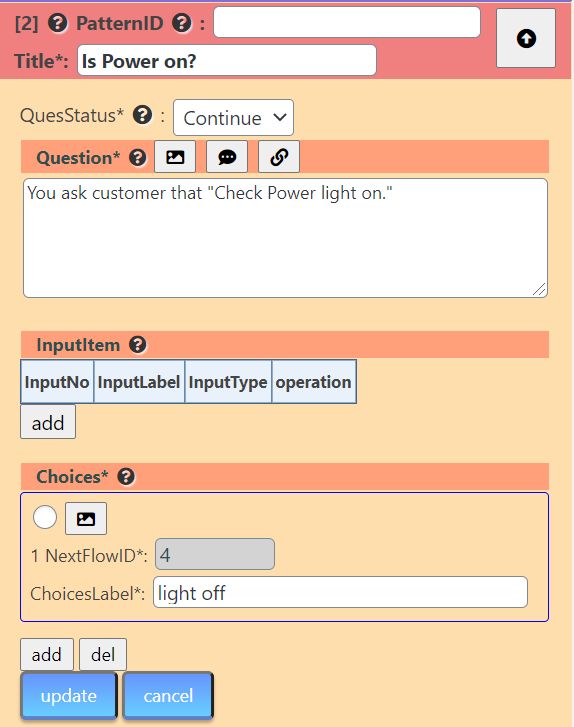 [2] ? PatternID ? :
Title*: Is Power on?
QuesStatus* ? : Continue
Question* ?
You ask customer that "Check Power light on."
InputItem ?
InputNo InputLabel InputType operation
add
Choices* ?
1 NextFlowID*: 4
ChoicesLabel*: light off
add del
update cancel